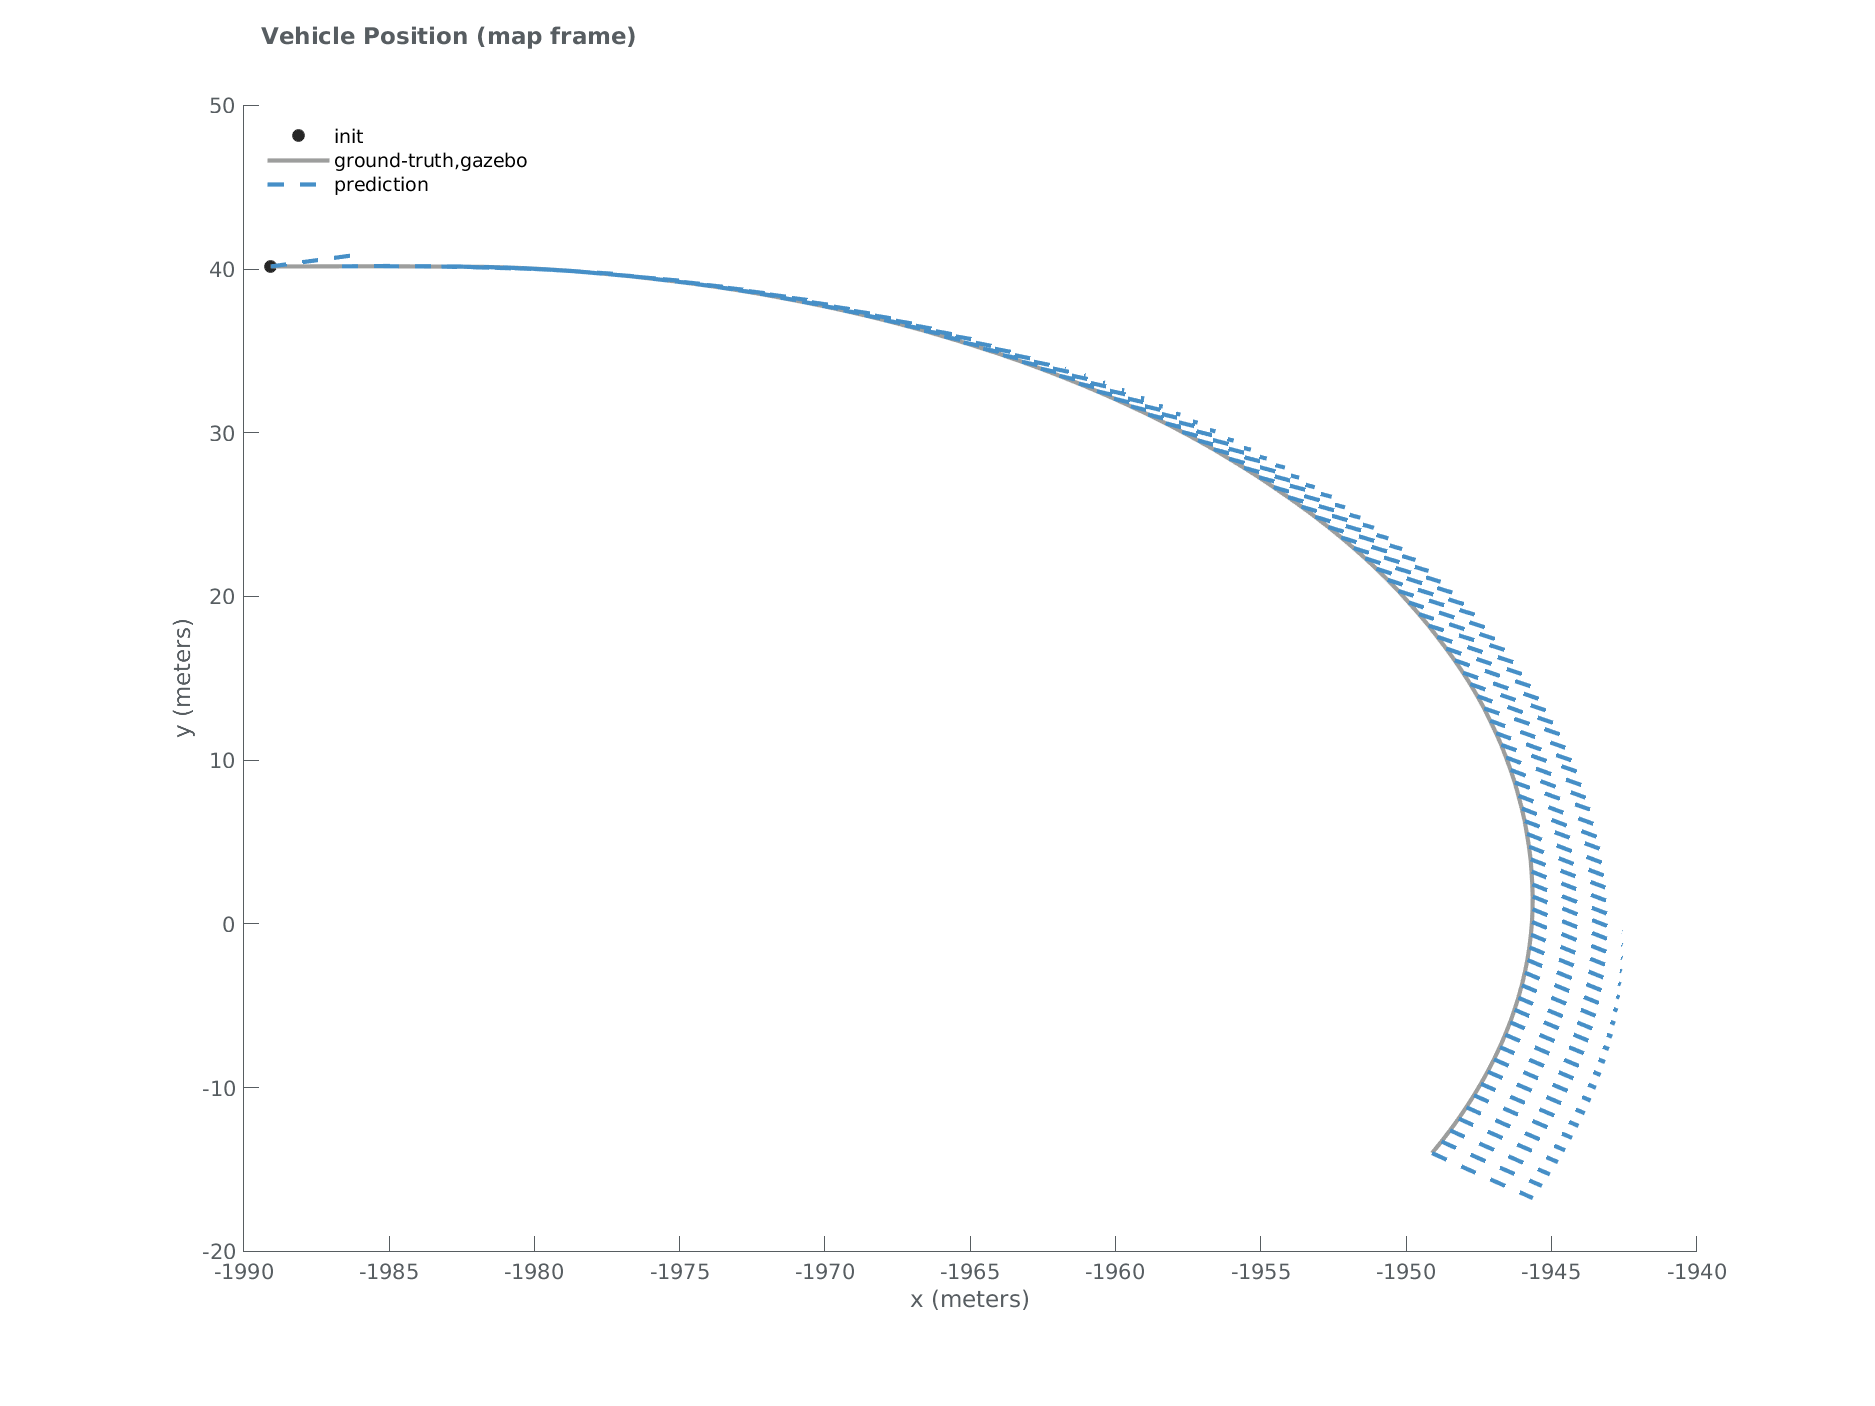 Vehicle Position (map frame)
50
init
ground-truth,gazebo
prediction
40
30
20
y (meters)
10
0
-10
-20
-1990 -1985 -1980 -1975 -1970 -1965 -1960 -1955 -1950 -1945 -1940
x (meters)